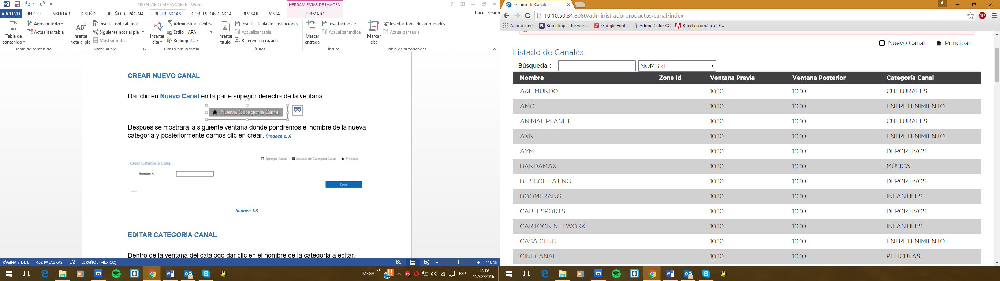 INVENTARIO MEGACABLE - Word
HERRAMIENTAS DE IMAGEN
ARCHIVO INICIO INSERTAR DISEÑO DISEÑO DE PÁGINA REFERENCIAS CORRESPONDENCIA REVISAR VISTA FORMATO Iniciar sesión
Tabla de contenido
Agregar texto
Actualizar tabla
Tabla de contenido
AB1
Insertar nota al pie
Insertar nota al final
Siguiente nota al pie
Mostrar notas
Notas al pie
Insertar cita
Administrar fuentes
Estilo: APA
Bibliografía
Citas y bibliografía
Insertar título
Insertar Tabla de ilustraciones
Actualizar tabla
Referencia cruzada
Títulos
Marcar entrada
Insertar índice
Actualizar índice
Índice
Marcar cita
Insertar Tabla de autoridades
Actualizar tabla
Tabla de autoridades
CREAR NUEVO CANAL
Dar clic en Nuevo Canal en la parte superior derecha de la ventana.
Nueva Categoría Canal
Despues se mostrara la siguiente ventana donde pondremos el nombre de la nueva
categoria y posteriormente damos clic en crear. (Imagen 1.3)
Agregar Canal Listado de Categoría Canal Principal
Crear Categoría Canal
Nombre *:
Crear
Imagen 1.3
EDITAR CATEGORIA CANAL
Dentro de la ventana del catalogo dar clic en el nombre de la categoria a editar.
PÁGINA 7 DE 8 452 PALABRAS ESPAÑOL (MÉXICO) 110 %
MEGA ESP 17:19
15/02/2016
Listado de Canales
10.10.50.34:8080/administradorproductos/canal/index
ABP
Aplicaciones Bootstrap · The worl... Google Fonts Adobe Color CC Rueda cromática | E...
Nuevo Canal Principal
Listado de Canales
Búsqueda : NOMBRE
Nombre Zone Id Ventana Previa Ventana Posterior Categoría Canal
A&E MUNDO 10:10 10:10 CULTURALES
AMC 10:10 10:10 ENTRETENIMIENTO
ANIMAL PLANET 10:10 10:10 CULTURALES
AXN 10:10 10:10 ENTRETENIMIENTO
AYM 10:10 10:10 DEPORTIVOS
BANDAMAX 10:10 10:10 MÚSICA
BEISBOL LATINO 10:10 10:10 DEPORTIVOS
BOOMERANG 10:10 10:10 INFANTILES
CABLESPORTS 10:10 10:10 DEPORTIVOS
CARTOON NETWORK 10:10 10:10 INFANTILES
CASA CLUB 10:10 10:10 ENTRETENIMIENTO
CINECANAL 10:10 10:10 PELÍCULAS